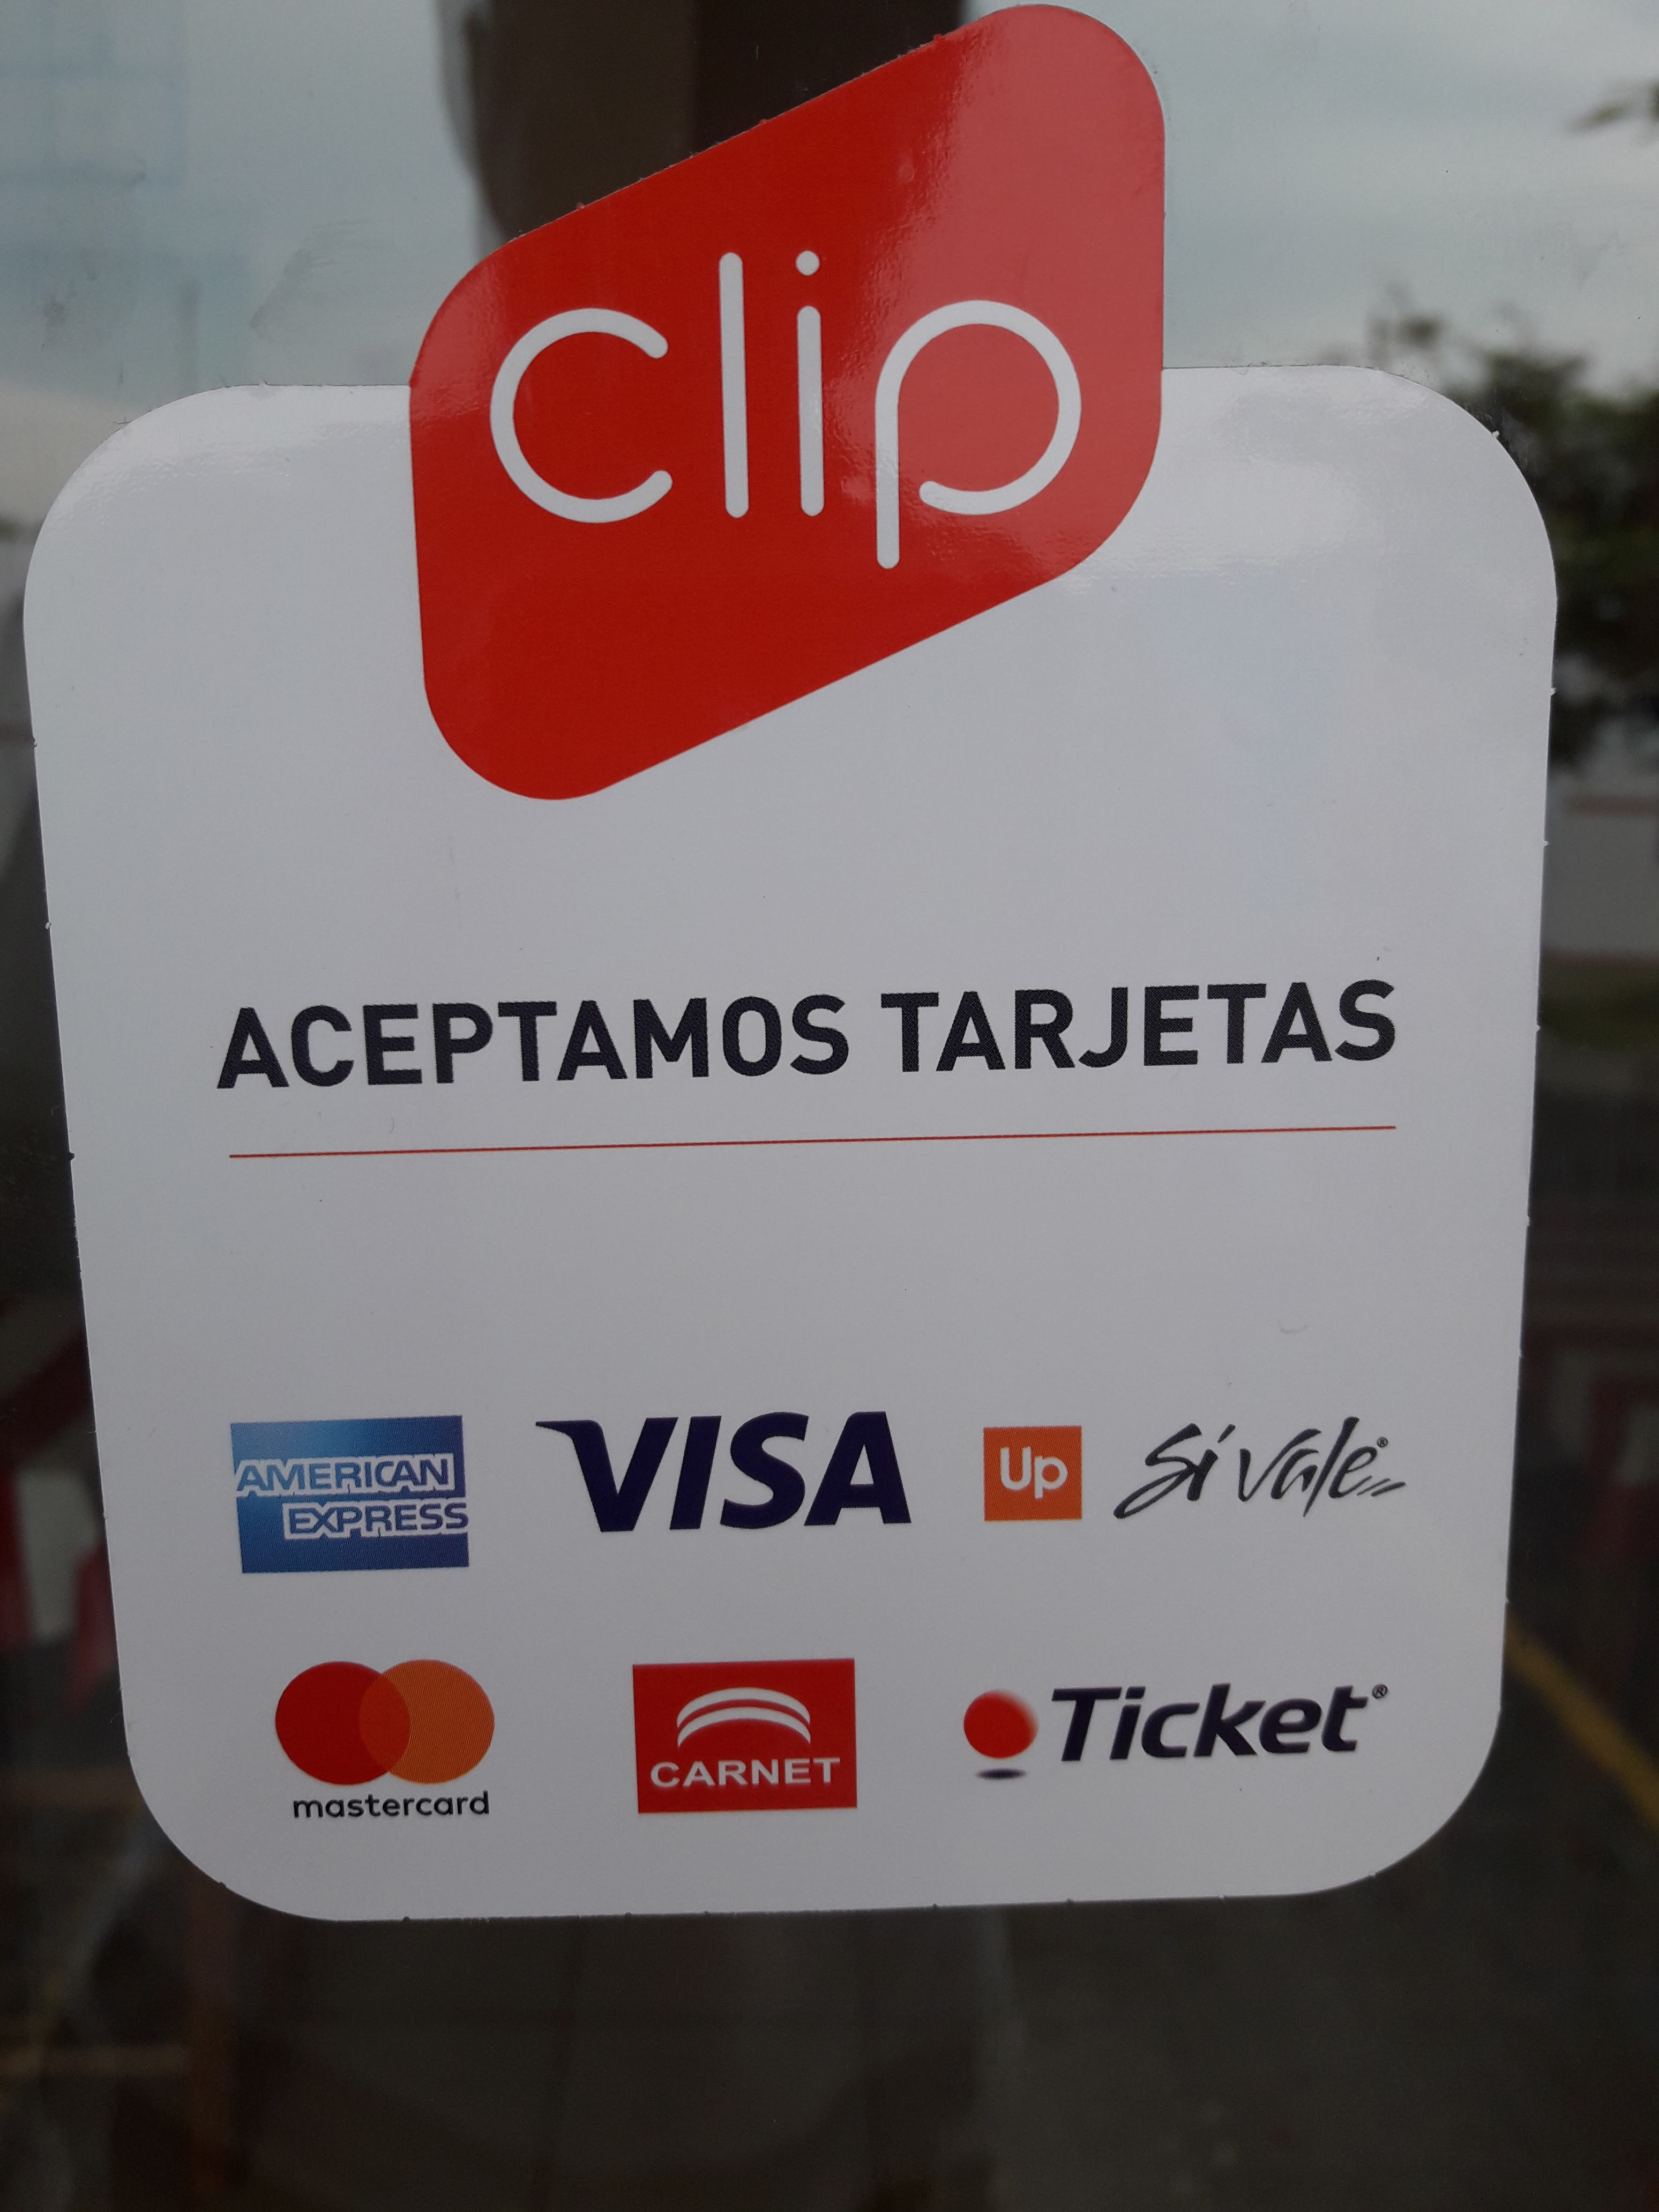 clip
ACEPTAMOS TARJETAS
AMERICAN
EXPRESS
VISA
Up
Sí Vale®
mastercard
CARNET
Ticket®